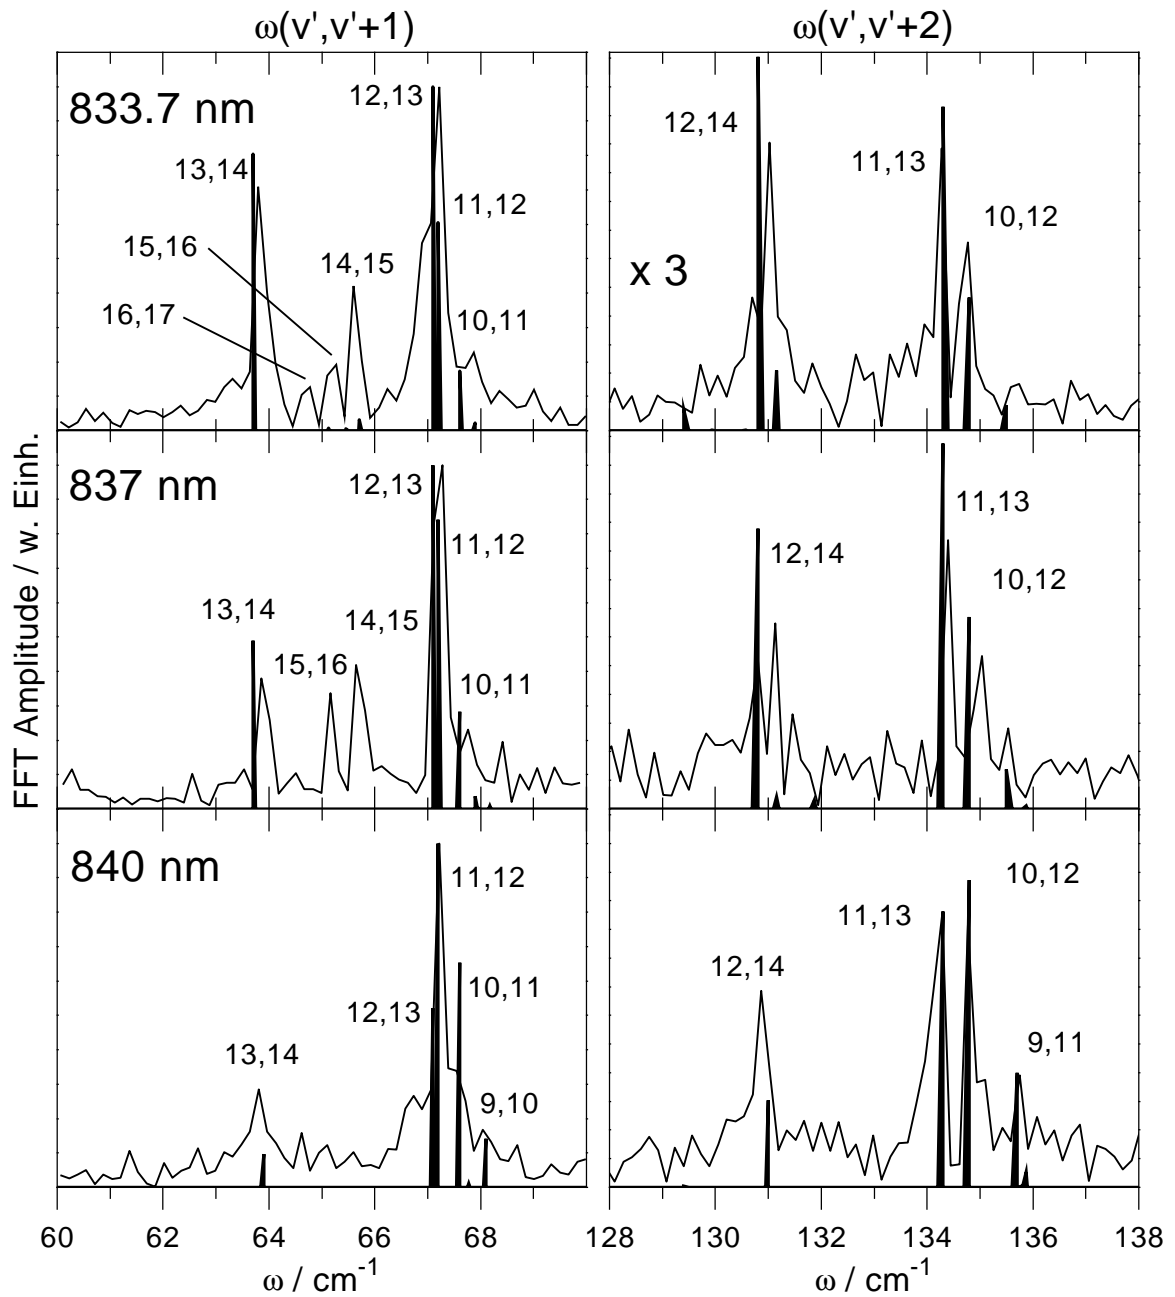 ω(v',v'+1)
ω(v',v'+2)
833.7 nm
12,13
13,14
11,12
15,16
14,15
16,17
10,11
12,14
11,13
10,12
x 3
837 nm
12,13
11,12
13,14
14,15
15,16
10,11
11,13
12,14
10,12
840 nm
11,12
10,11
12,13
13,14
9,10
10,12
11,13
12,14
9,11
FFT Amplitude / w. Einh.
60 62 64 66 68
128 130 132 134 136 138
ω / cm⁻¹
ω / cm⁻¹